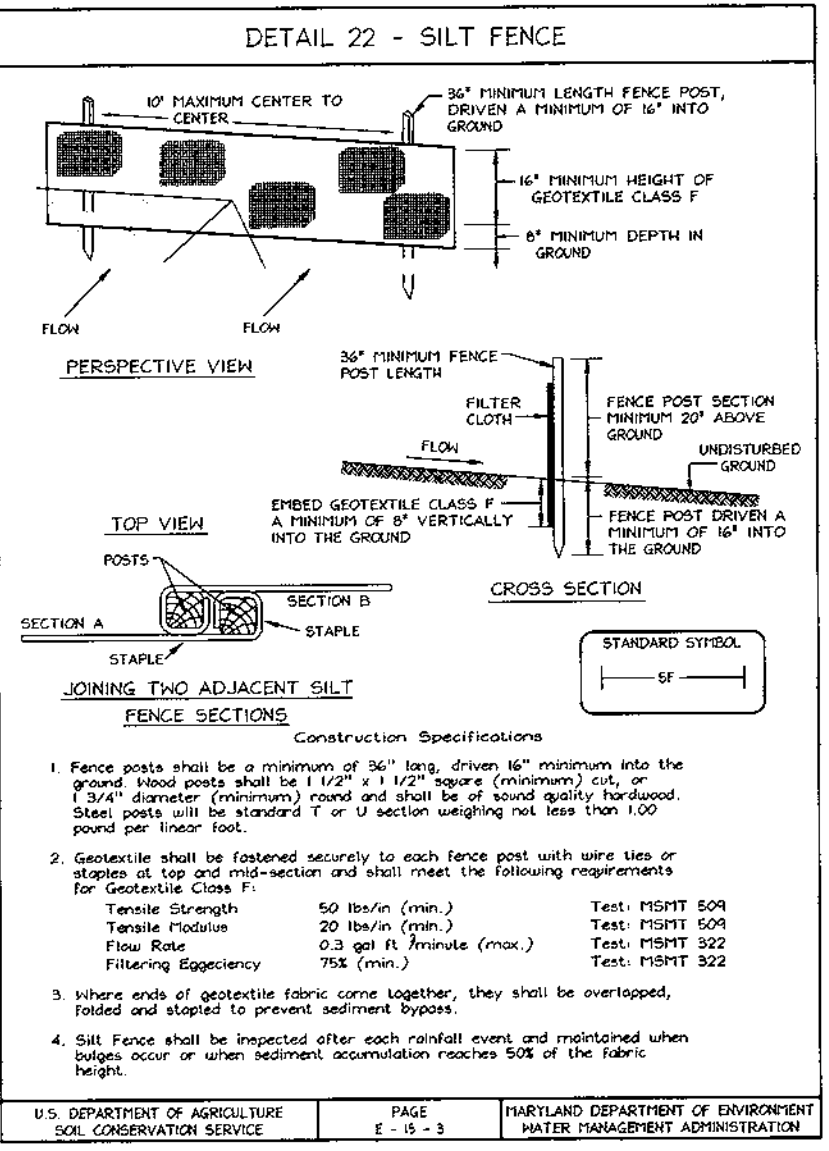 DETAIL 22 - SILT FENCE
10' MAXIMUM CENTER TO
CENTER
36" MINIMUM LENGTH FENCE POST,
DRIVEN A MINIMUM OF 16" INTO
GROUND
16" MINIMUM HEIGHT OF
GEOTEXTILE CLASS F
8" MINIMUM DEPTH IN
GROUND
FLOW
FLOW
PERSPECTIVE VIEW
36" MINIMUM FENCE
POST LENGTH
FILTER
CLOTH
FENCE POST SECTION
MINIMUM 20" ABOVE
GROUND
UNDISTURBED
GROUND
FLOW
EMBED GEOTEXTILE CLASS F
A MINIMUM OF 8" VERTICALLY
INTO THE GROUND
FENCE POST DRIVEN A
MINIMUM OF 16" INTO
THE GROUND
CROSS SECTION
TOP VIEW
POSTS
SECTION B
SECTION A
STAPLE
STAPLE
JOINING TWO ADJACENT SILT
FENCE SECTIONS
STANDARD SYMBOL
SF
Construction Specifications
1. Fence posts shall be a minimum of 36" long, driven 16" minimum into the
ground. Wood posts shall be 1 1/2" x 1 1/2" square (minimum) cut, or
1 3/4" diameter (minimum) round and shall be of sound quality hardwood.
Steel posts will be standard T or U section weighing not less than 1.00
pound per linear foot.
2. Geotextile shall be fastened securely to each fence post with wire ties or
staples at top and mid-section and shall meet the following requirements
for Geotextile Class F:
Tensile Strength 50 lbs/in (min.) Test: MSMT 509
Tensile Modulus 20 lbs/in (min.) Test: MSMT 509
Flow Rate 0.3 gal ft ²/minute (max.) Test: MSMT 322
Filtering Eggeciency 75% (min.) Test: MSMT 322
3. Where ends of geotextile fabric come together, they shall be overlapped,
folded and stapled to prevent sediment bypass.
4. Silt Fence shall be inspected after each rainfall event and maintained when
bulges occur or when sediment accumulation reaches 50% of the fabric
height.
U.S. DEPARTMENT OF AGRICULTURE
SOIL CONSERVATION SERVICE
PAGE
E - 15 - 3
MARYLAND DEPARTMENT OF ENVIRONMENT
WATER MANAGEMENT ADMINISTRATION